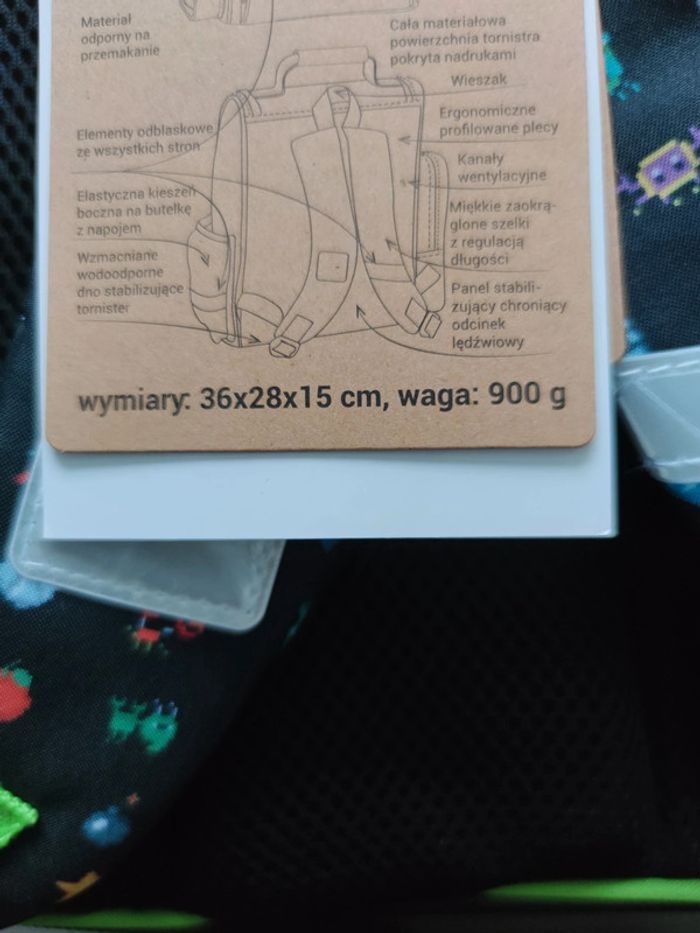 Materiał
odporny na
przemakanie
Cała materiałowa
powierzchnia tornistra
pokryta nadrukami
Wieszak
Elementy odblaskowe
ze wszystkich stron
Ergonomiczne
profilowane plecy
Kanały
wentylacyjne
Elastyczna kieszeń
boczna na butelkę
z napojem
Miękkie zaokrą-
glone szelki
z regulacją
długości
Wzmacniane
wodoodporne
dno stabilizujące
tornister
Panel stabili-
zujący chroniący
odcinek
lędźwiowy
wymiary: 36x28x15 cm, waga: 900 g